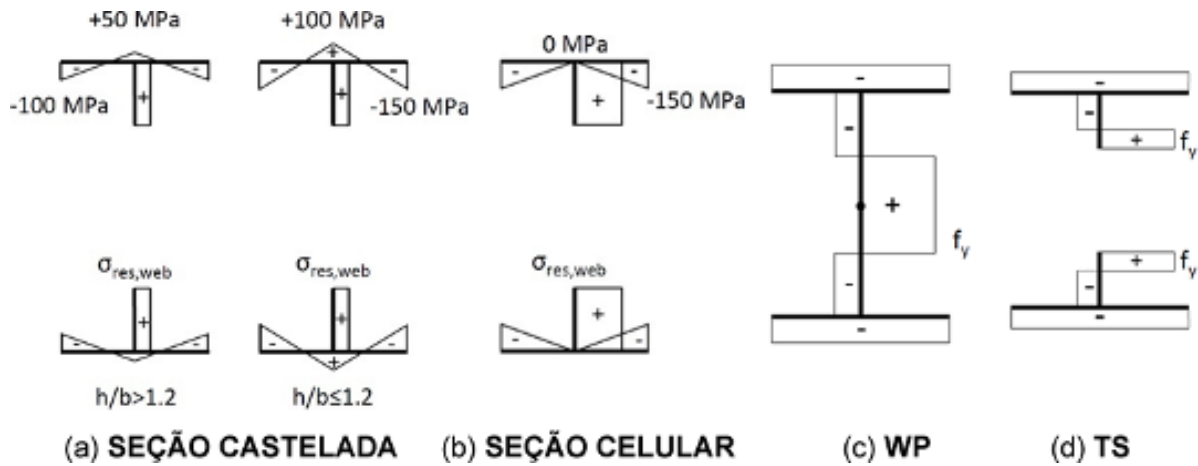 +50 MPa
+100 MPa
0 MPa
- - + - + - - + -
-100 MPa
+
-150 MPa
+
-150 MPa
-
-
+
-
-
f_y
-
-
+
f_y
+
f_y
-
-
σ_res,web
σ_res,web
σ_res,web
- + - - + + - - + -
h/b>1.2
h/b≤1.2
(a) SEÇÃO CASTELADA
(b) SEÇÃO CELULAR
(c) WP
(d) TS